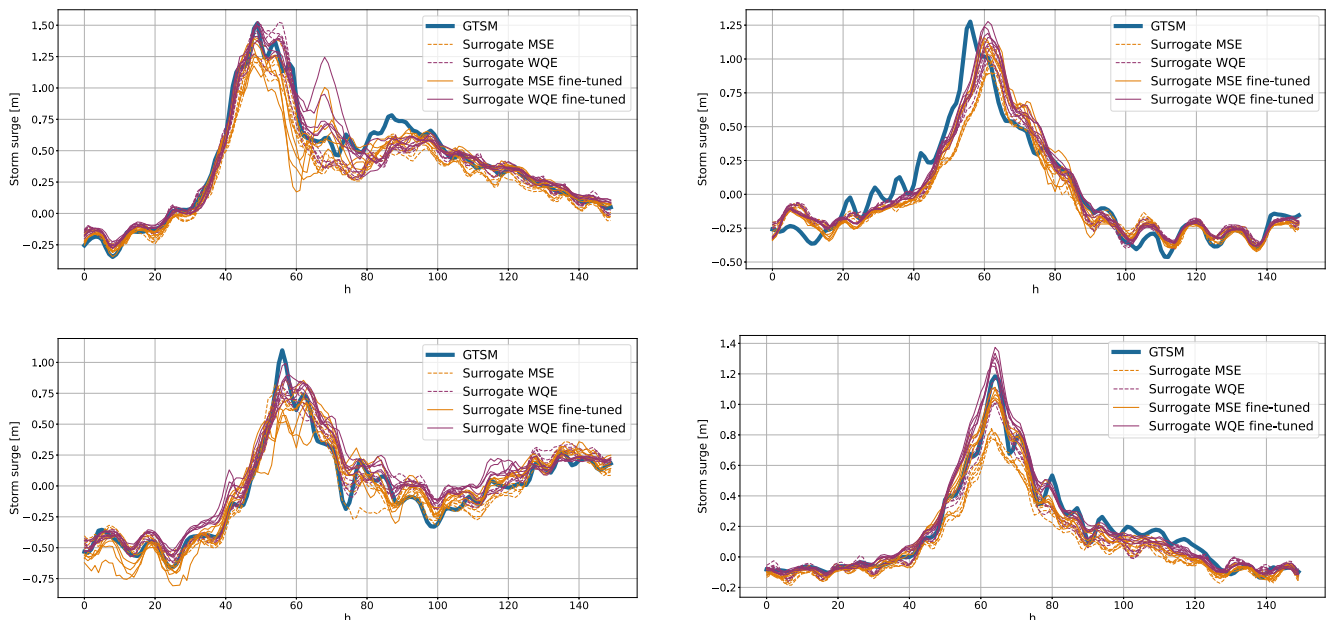 1.50
1.25
1.00
0.75
0.50
0.25
0.00
−0.25
Storm surge [m]
0 20 40 60 80 100 120 140
h
GTSM
Surrogate MSE
Surrogate WQE
Surrogate MSE fine-tuned
Surrogate WQE fine-tuned
1.25
1.00
0.75
0.50
0.25
0.00
−0.25
−0.50
Storm surge [m]
0 20 40 60 80 100 120 140
h
GTSM
Surrogate MSE
Surrogate WQE
Surrogate MSE fine-tuned
Surrogate WQE fine-tuned
1.00
0.75
0.50
0.25
0.00
−0.25
−0.50
−0.75
Storm surge [m]
0 20 40 60 80 100 120 140
h
GTSM
Surrogate MSE
Surrogate WQE
Surrogate MSE fine-tuned
Surrogate WQE fine-tuned
1.4
1.2
1.0
0.8
0.6
0.4
0.2
0.0
−0.2
Storm surge [m]
0 20 40 60 80 100 120 140
h
GTSM
Surrogate MSE
Surrogate WQE
Surrogate MSE fine-tuned
Surrogate WQE fine-tuned